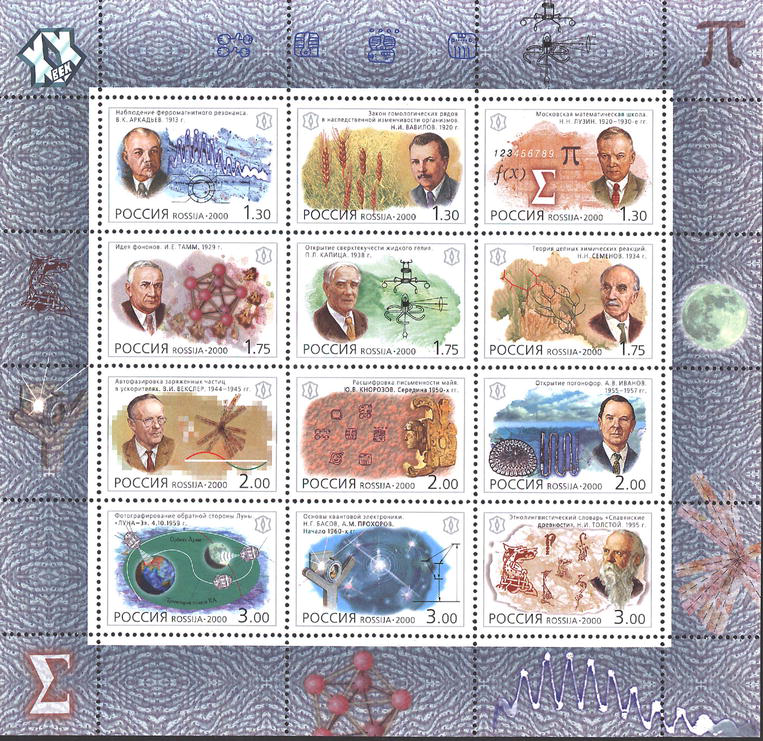 XX
ВЕК
π
Наблюдение ферромагнитного резонанса.
В.К. АРКАДЬЕВ. 1913 г.
РОССИЯ ROSSIJA · 2000 1.30
Закон гомологических рядов
в наследственной изменчивости организмов.
Н.И. ВАВИЛОВ. 1920 г.
РОССИЯ ROSSIJA · 2000 1.30
Московская математическая школа.
Н.Н. ЛУЗИН. 1920–1930-е гг.
123456789 π
f(x) Σ
РОССИЯ ROSSIJA · 2000 1.30
Идея фононов. И.Е. ТАММ. 1929 г.
РОССИЯ ROSSIJA · 2000 1.75
Открытие сверхтекучести жидкого гелия.
П.Л. КАПИЦА. 1938 г.
РОССИЯ ROSSIJA · 2000 1.75
Теория цепных химических реакций.
Н.Н. СЕМЕНОВ. 1934 г.
РОССИЯ ROSSIJA · 2000 1.75
Автофазировка заряженных частиц
в ускорителях. В.И. ВЕКСЛЕР. 1944–1945 гг.
РОССИЯ ROSSIJA · 2000 2.00
Расшифровка письменности майя.
Ю.В. КНОРОЗОВ. Середина 1950-х гг.
РОССИЯ ROSSIJA · 2000 2.00
Открытие погонофор. А.В. ИВАНОВ.
1955–1957 гг.
РОССИЯ ROSSIJA · 2000 2.00
Фотографирование обратной стороны Луны
«ЛУНА-3». 4.10.1959 г.
Орбита Луны
Траектория полета КА
РОССИЯ ROSSIJA · 2000 3.00
Основы квантовой электроники.
Н.Г. БАСОВ, А.М. ПРОХОРОВ.
Начало 1960-х гг.
РОССИЯ ROSSIJA · 2000 3.00
Этнолингвистический словарь «Славянские
древности». Н.И. ТОЛСТОЙ. 1995 г.
РОССИЯ ROSSIJA · 2000 3.00
Σ